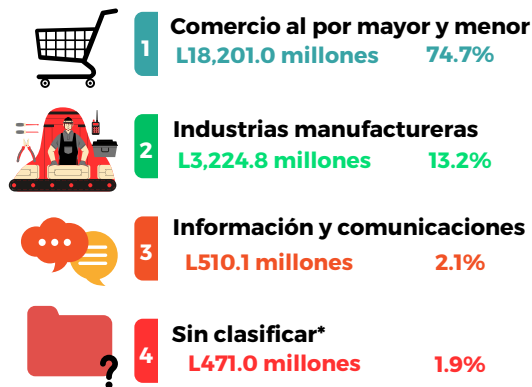 1
Comercio al por mayor y menor
L18,201.0 millones 74.7%
2
Industrias manufactureras
L3,224.8 millones 13.2%
3
Información y comunicaciones
L510.1 millones 2.1%
4
Sin clasificar*
L471.0 millones 1.9%
?